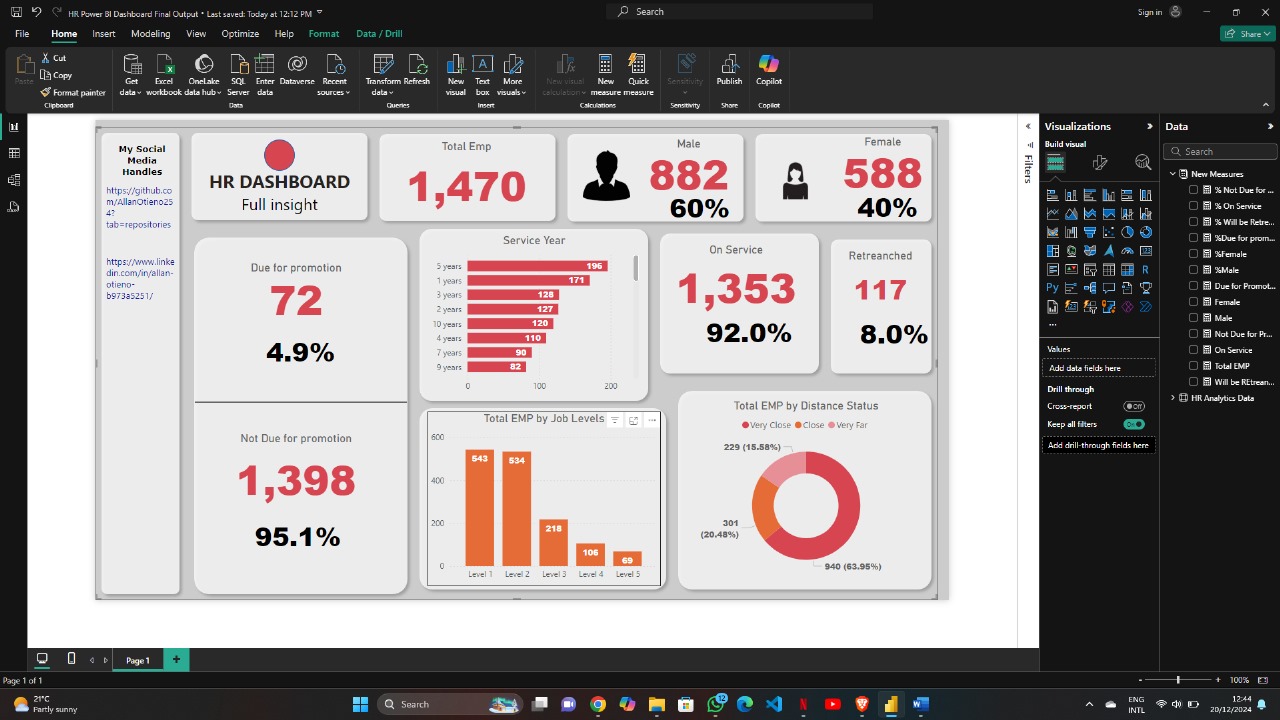 HR Power BI Dashboard Final Output • Last saved: Today at 12:12 PM
Search
Sign in
File Home Insert Modeling View Optimize Help Format Data / Drill
Share
Paste
Cut
Copy
Format painter
Clipboard
Get data
Excel workbook
OneLake data hub
SQL Server
Enter data
Dataverse
Recent sources
Data
Transform data
Refresh
Queries
New visual
Text box
More visuals
Insert
New visual calculation
New measure
Quick measure
Calculations
Sensitivity
Sensitivity
Publish
Share
Copilot
Copilot
My Social
Media
Handles
https://github.co
m/AllanOtieno25
4?
tab=repositories
https://www.linke
din.com/in/allan-
otieno-
b973a5251/
HR DASHBOARD
Full insight
Total Emp
1,470
Male
882
60%
Female
588
40%
Due for promotion
72
4.9%
Not Due for promotion
1,398
95.1%
Service Year
5 years 196
1 years 171
3 years 128
2 years 127
10 years 120
4 years 110
7 years 90
9 years 82
0 100 200
On Service
1,353
92.0%
Retreanched
117
8.0%
Total EMP by Job Levels
600
400
200
0
543
534
218
106
69
Level 1 Level 2 Level 3 Level 4 Level 5
Total EMP by Distance Status
Very Close Close Very Far
229 (15.58%)
301
(20.48%)
940 (63.95%)
Filters
Visualizations
Build visual
R
Py
...
Values
Add data fields here
Drill through
Cross-report Off
Keep all filters On
Add drill-through fields here
Data
Search
New Measures
% Not Due for ...
% On Service
% Will be Retre...
%Due for prom...
%Female
%Male
Due for Promot...
Female
Male
Not Due for Pr...
On Service
Total EMP
Will be REtrean...
HR Analytics Data
Page 1
+
Page 1 of 1
- + 100%
21°C
Partly sunny
Search
12
ENG
INTL
12:44
20/12/2024